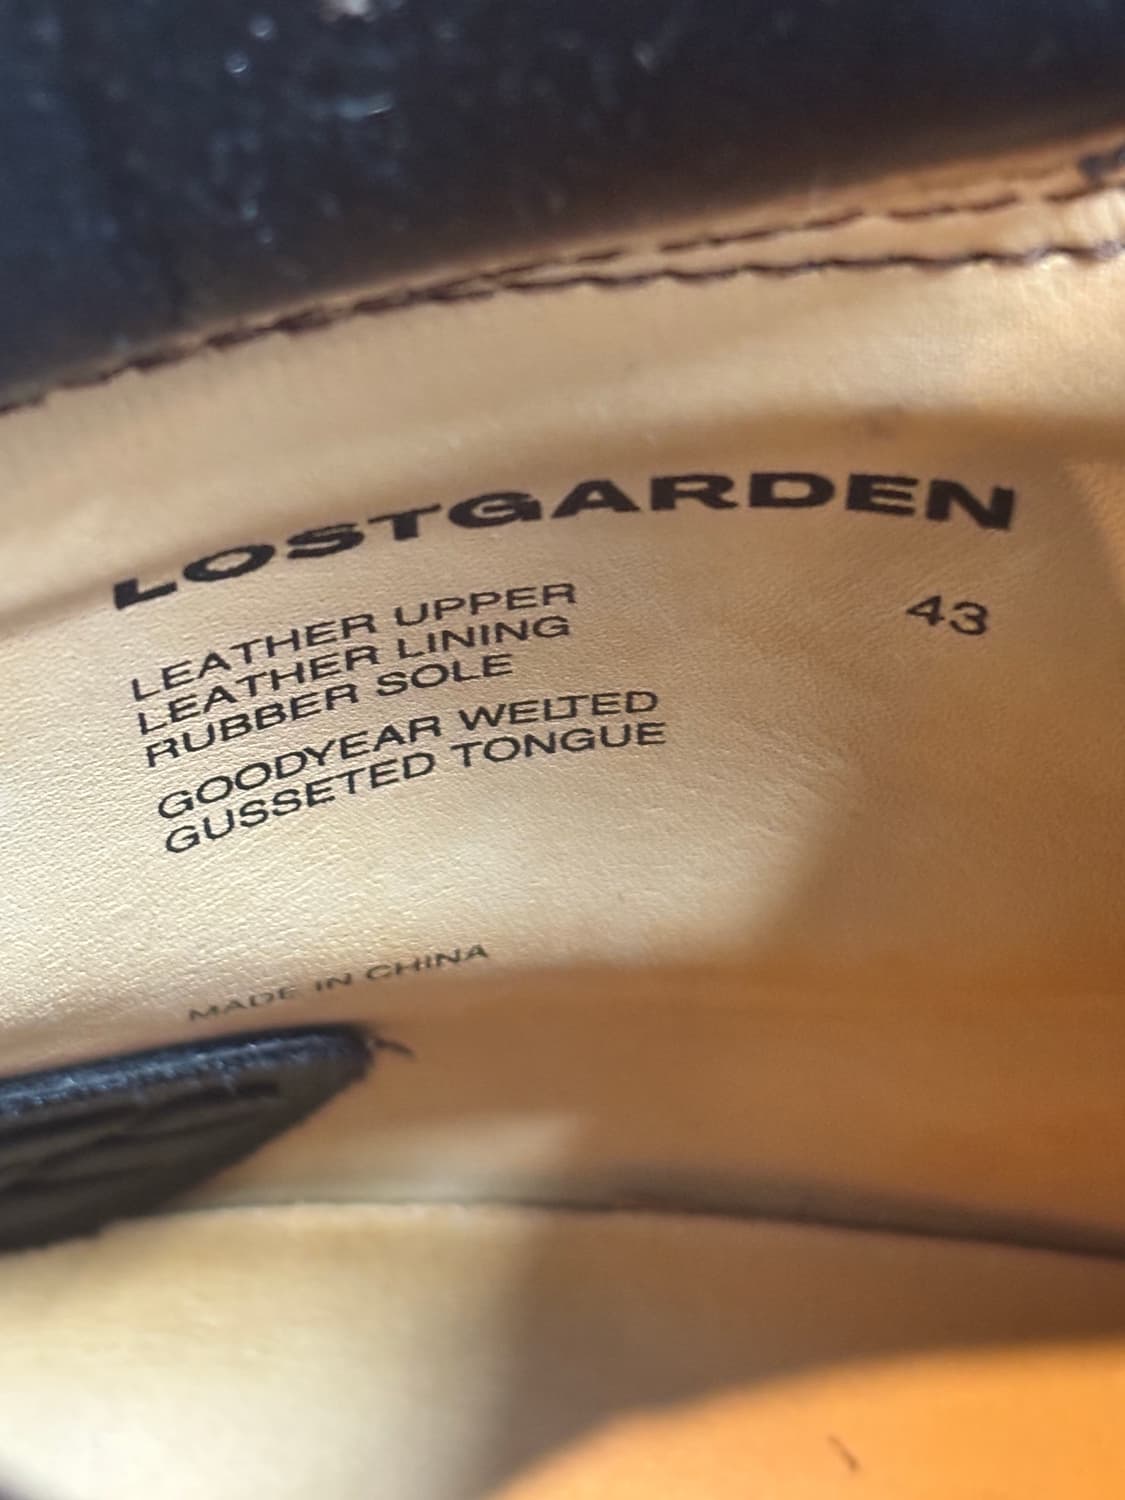 LOSTGARDEN
43
LEATHER UPPER
LEATHER LINING
RUBBER SOLE
GOODYEAR WELTED
GUSSETED TONGUE
MADE IN CHINA